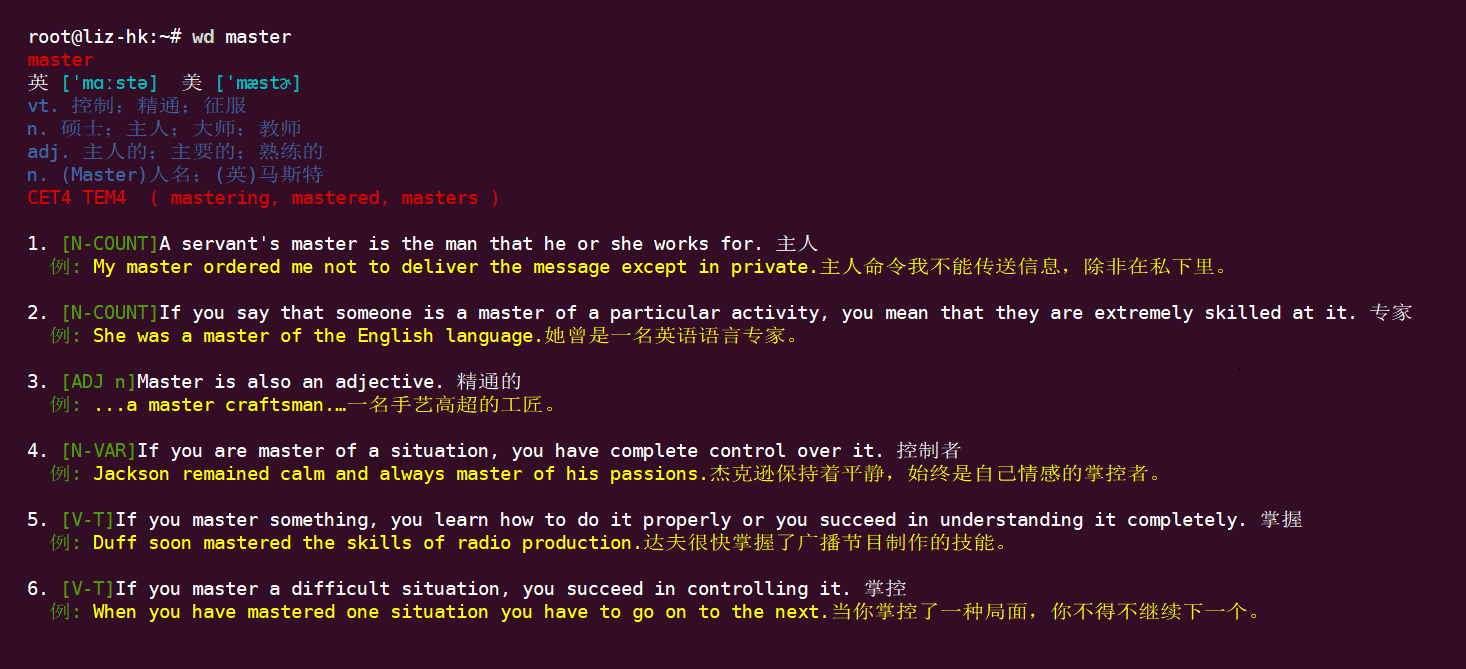 root@liz-hk:~# wd master
master
英 [ˈmɑːstə]  美 [ˈmæstɚ]
vt. 控制；精通；征服
n. 硕士；主人；大师；教师
adj. 主人的；主要的；熟练的
n. (Master)人名；(英)马斯特
CET4 TEM4  ( mastering, mastered, masters )
1. [N-COUNT]A servant's master is the man that he or she works for. 主人
例: My master ordered me not to deliver the message except in private.主人命令我不能传送信息，除非在私下里。
2. [N-COUNT]If you say that someone is a master of a particular activity, you mean that they are extremely skilled at it. 专家
例: She was a master of the English language.她曾是一名英语语言专家。
3. [ADJ n]Master is also an adjective. 精通的
例: ...a master craftsman.…一名手艺高超的工匠。
4. [N-VAR]If you are master of a situation, you have complete control over it. 控制者
例: Jackson remained calm and always master of his passions.杰克逊保持着平静，始终是自己情感的掌控者。
5. [V-T]If you master something, you learn how to do it properly or you succeed in understanding it completely. 掌握
例: Duff soon mastered the skills of radio production.达夫很快掌握了广播节目制作的技能。
6. [V-T]If you master a difficult situation, you succeed in controlling it. 掌控
例: When you have mastered one situation you have to go on to the next.当你掌控了一种局面，你不得不继续下一个。